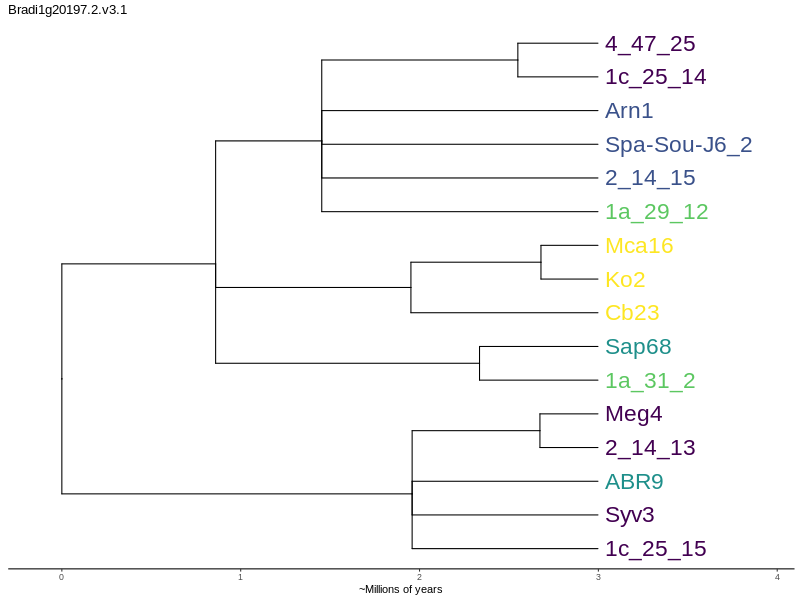 Bradi1g20197.2.v3.1
4_47_25
1c_25_14
Arn1
Spa-Sou-J6_2
2_14_15
1a_29_12
Mca16
Ko2
Cb23
Sap68
1a_31_2
Meg4
2_14_13
ABR9
Syv3
1c_25_15
0 1 2 3 4
~Millions of years